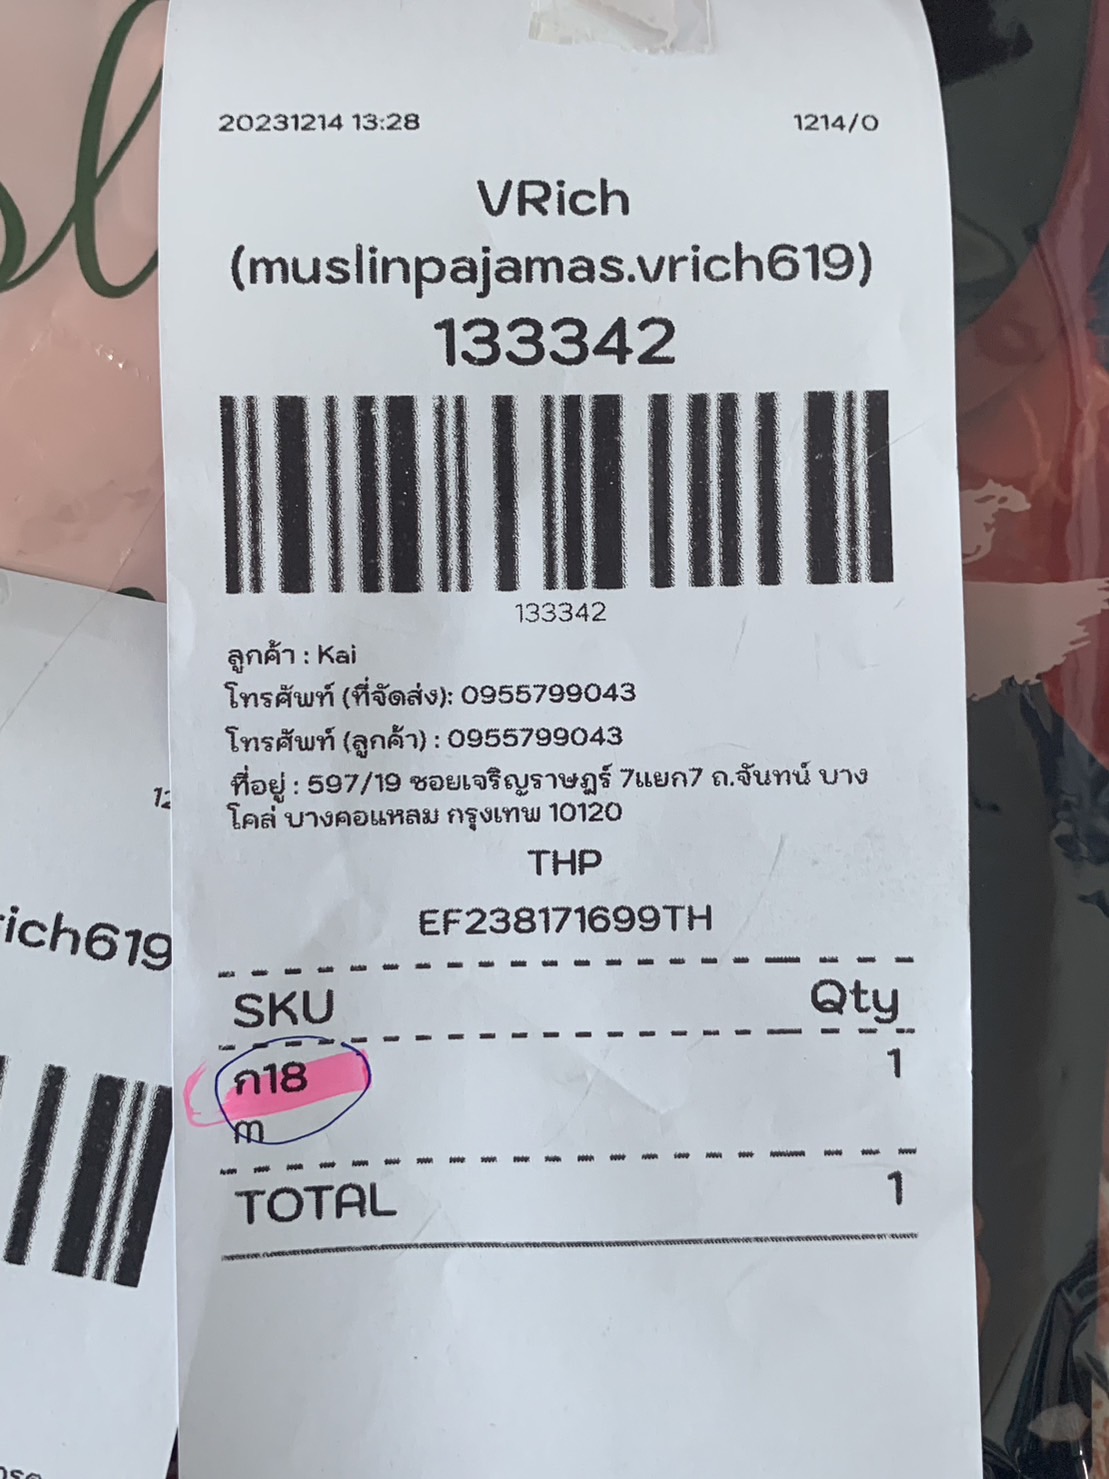 20231214 13:28 1214/0
VRich
(muslinpajamas.vrich619)
133342
133342
ลูกค้า : Kai
โทรศัพท์ (ที่จัดส่ง): 0955799043
โทรศัพท์ (ลูกค้า) : 0955799043
ที่อยู่ : 597/19 ซอยเจริญราษฎร์ 7แยก7 ถ.จันทน์ บาง
โคล่ บางคอแหลม กรุงเทพ 10120
THP
EF238171699TH
SKU Qty
ก18 1
m
TOTAL 1
rich619